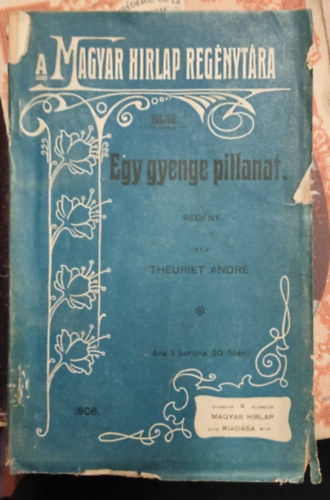 A MAGYAR HIRLAP REGÉNYTÁRA
Egy gyenge pillanat.
REGÉNY.
IRTA
THEURIET ANDRÉ
Ára 1 korona 20 fillér.
1906.
A
MAGYAR HIRLAP
KIADÁSA